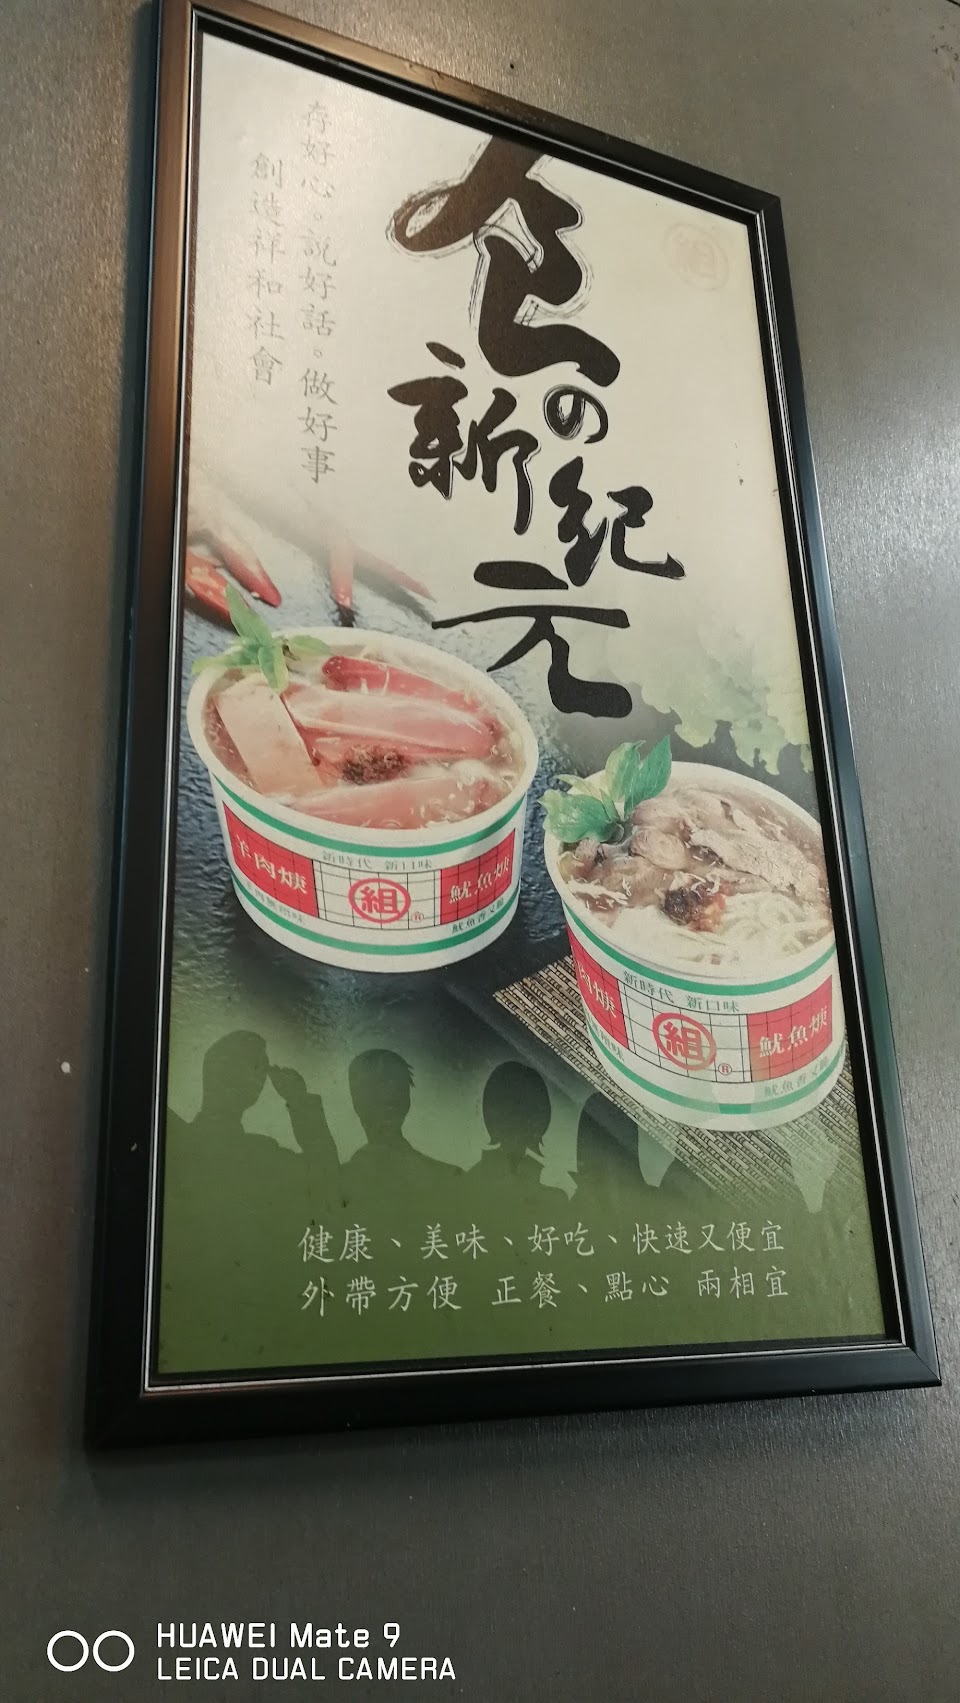 食の新紀元
存好心。說好話。做好事
創造祥和社會
羊肉焿
新時代 新口味
組
®
魷魚焿
肉焿
新時代 新口味
組
®
魷魚焿
健康、美味、好吃、快速又便宜
外帶方便 正餐、點心 兩相宜
HUAWEI Mate 9
LEICA DUAL CAMERA